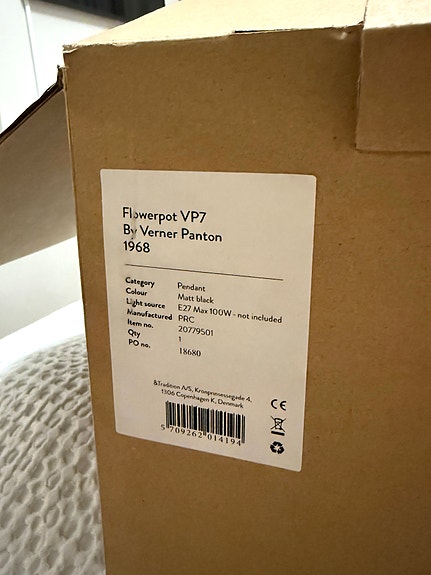 Flowerpot VP7
By Verner Panton
1968
Category Pendant
Colour Matt black
Light source E27 Max 100W - not included
Manufactured PRC
Item no. 20779501
Qty 1
PO no. 18680
&Tradition A/S, Kronprinsessegade 4,
1306 Copenhagen K, Denmark
5 709262 014194
CE